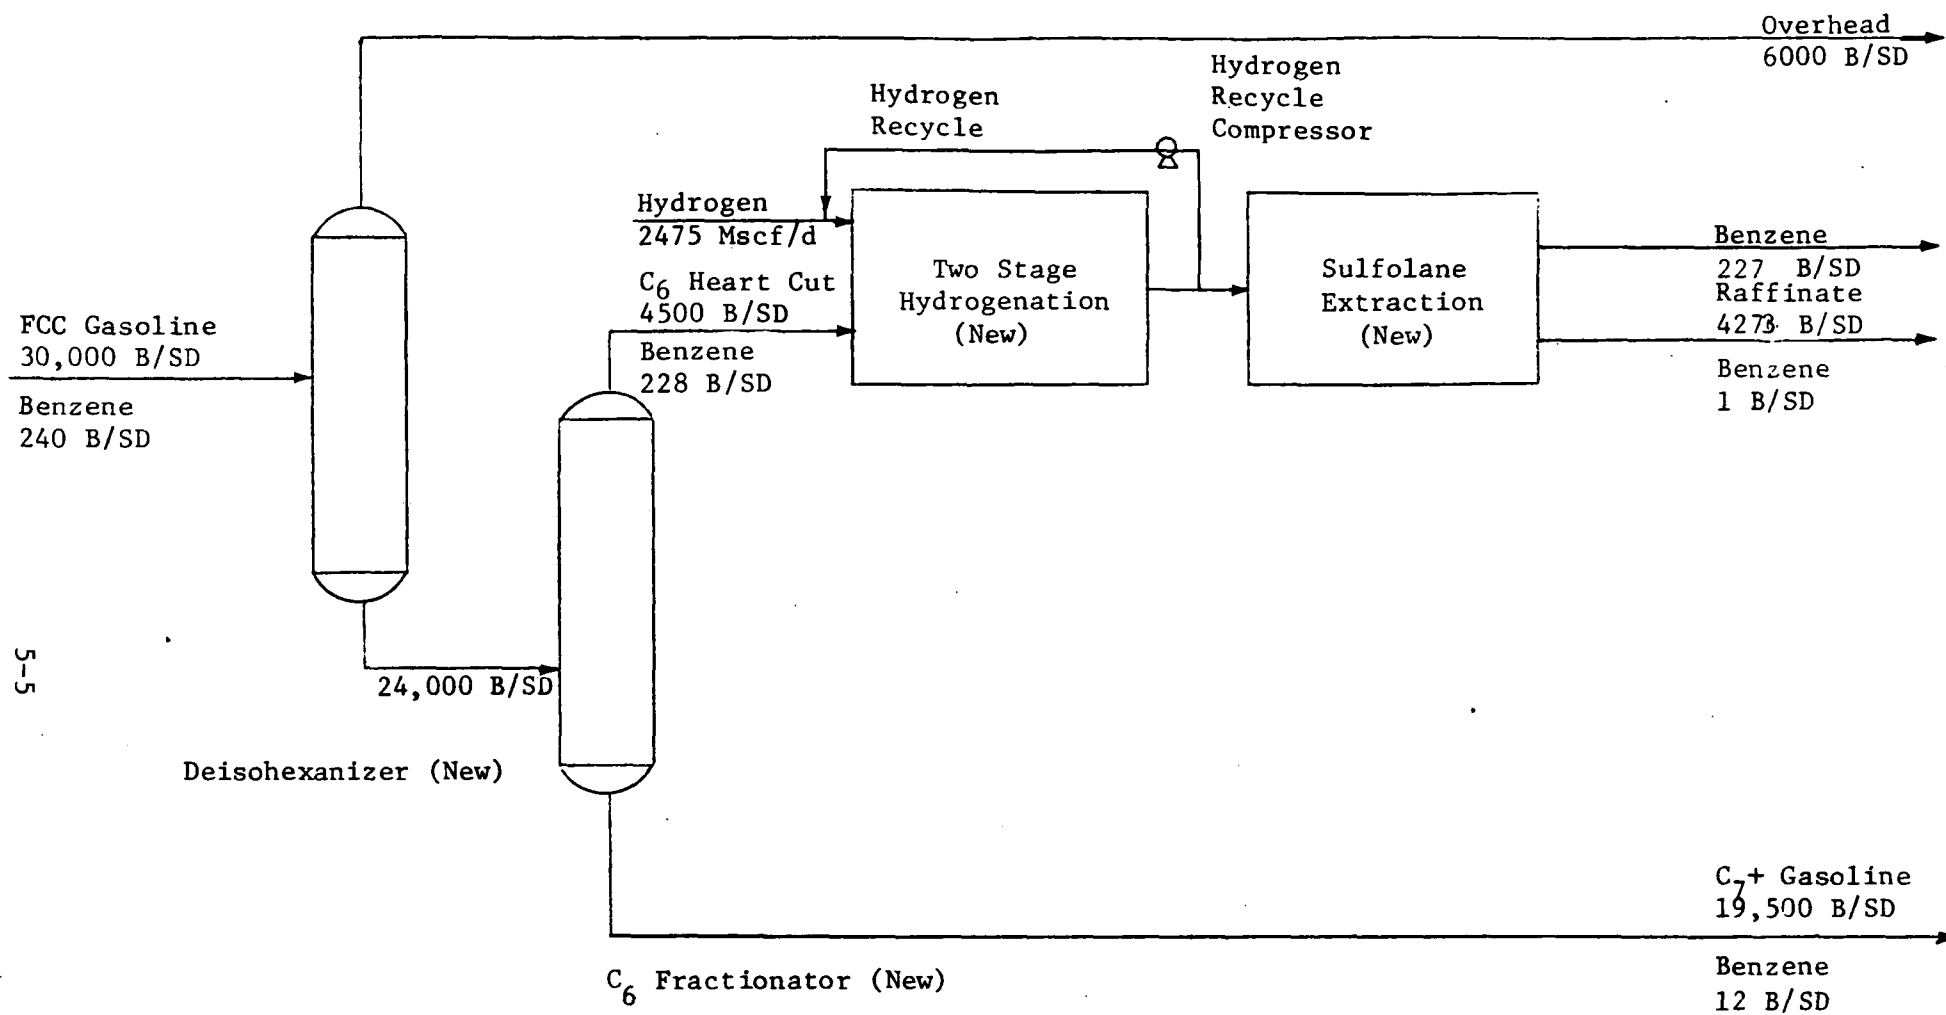 Overhead
6000 B/SD
Hydrogen
Recycle
Compressor
Hydrogen
Recycle
Hydrogen
2475 Mscf/d
C6 Heart Cut
4500 B/SD
Benzene
228 B/SD
Two Stage
Hydrogenation
(New)
Sulfolane
Extraction
(New)
Benzene
227 B/SD
Raffinate
4273 B/SD
Benzene
1 B/SD
FCC Gasoline
30,000 B/SD
Benzene
240 B/SD
5-5
24,000 B/SD
Deisohexanizer (New)
C7+ Gasoline
19,500 B/SD
Benzene
12 B/SD
C6 Fractionator (New)